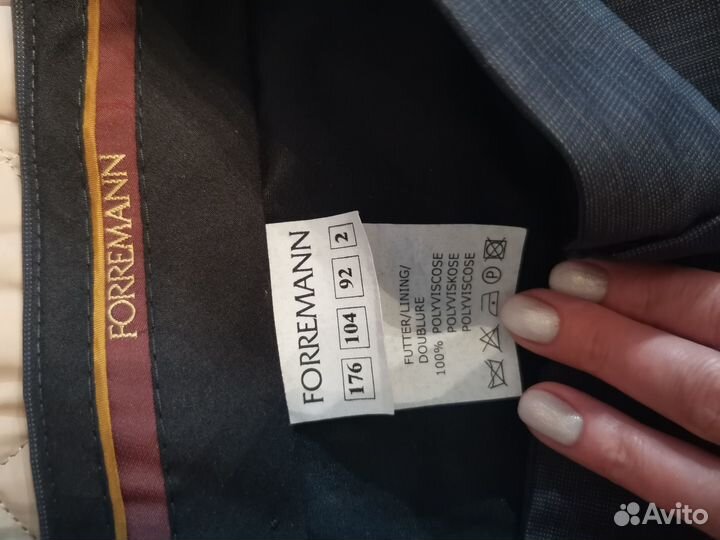 FORREMANN
FORREMANN
176 104 92 2
FUTTER/LINING/
DOUBLURE
100% POLYVISCOSE
POLYVISKOSE
POLYVISCOSE
P
Avito